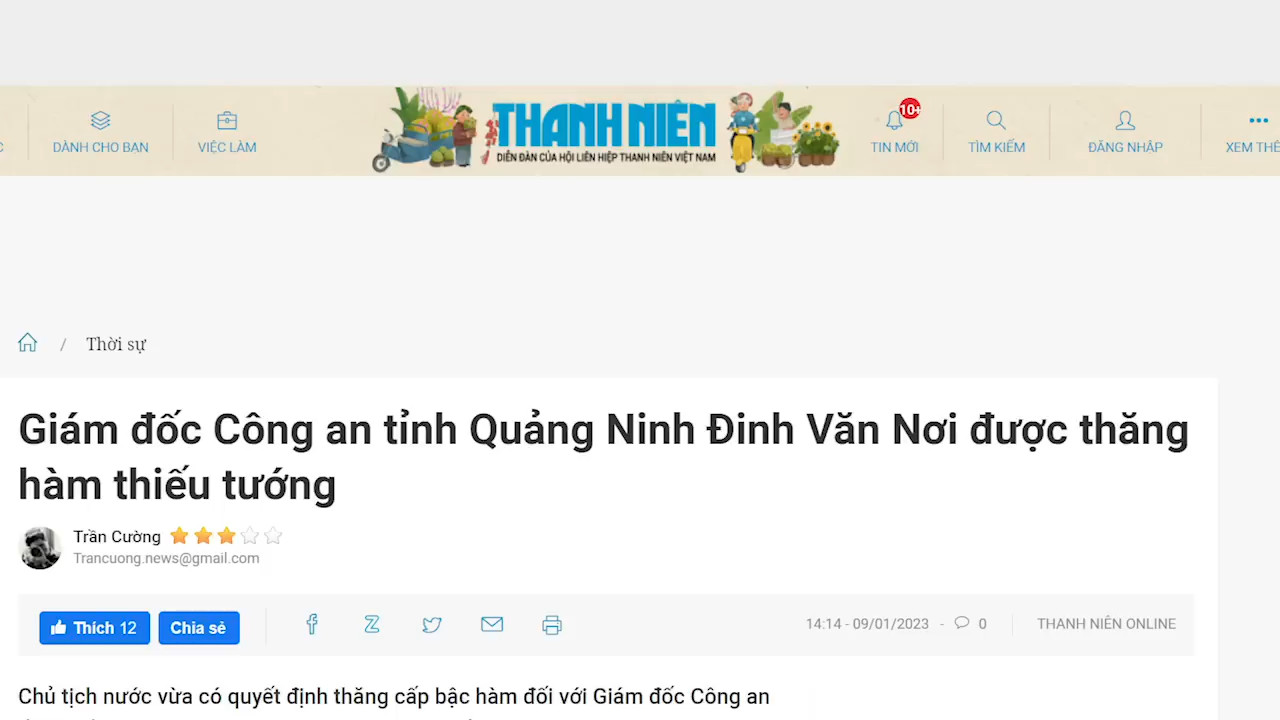 C
DÀNH CHO BẠN
VIỆC LÀM
THANH NIÊN
DIỄN ĐÀN CỦA HỘI LIÊN HIỆP THANH NIÊN VIỆT NAM
10+
TIN MỚI
TÌM KIẾM
ĐĂNG NHẬP
XEM THÊ
/ Thời sự
Giám đốc Công an tỉnh Quảng Ninh Đinh Văn Nơi được thăng
hàm thiếu tướng
Trần Cường
Trancuong.news@gmail.com
Thích 12
Chia sẻ
14:14 - 09/01/2023 - 0
THANH NIÊN ONLINE
Chủ tịch nước vừa có quyết định thăng cấp bậc hàm đối với Giám đốc Công an